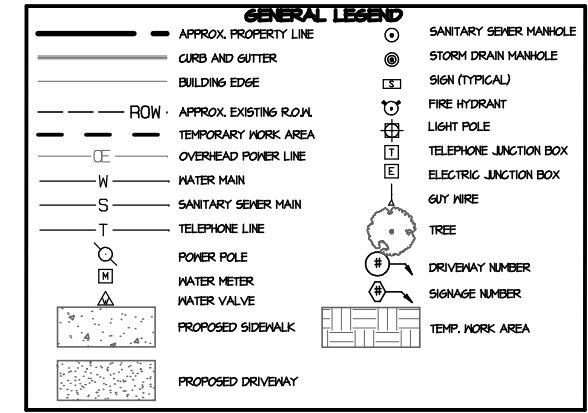 GENERAL LEGEND
APPROX. PROPERTY LINE
CURB AND GUTTER
BUILDING EDGE
ROW APPROX. EXISTING R.O.W.
TEMPORARY WORK AREA
OE OVERHEAD POWER LINE
W WATER MAIN
S SANITARY SEWER MAIN
T TELEPHONE LINE
POWER POLE
M WATER METER
W WATER VALVE
PROPOSED SIDEWALK
PROPOSED DRIVEWAY
SANITARY SEWER MANHOLE
STORM DRAIN MANHOLE
S SIGN (TYPICAL)
FIRE HYDRANT
LIGHT POLE
T TELEPHONE JUNCTION BOX
E ELECTRIC JUNCTION BOX
GUY WIRE
TREE
# DRIVEWAY NUMBER
# SIGNAGE NUMBER
TEMP. WORK AREA